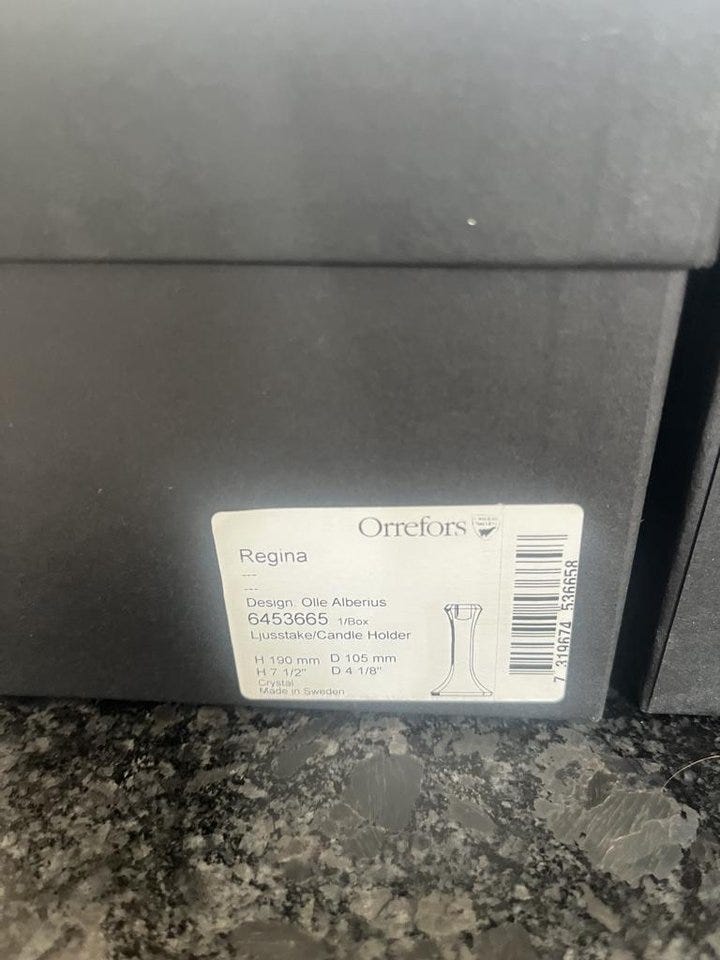 Orrefors
Regina
---
---
Design: Olle Alberius
6453665 1/Box
Ljusstake/Candle Holder
H 190 mm D 105 mm
H 7 1/2" D 4 1/8"
Crystal
Made in Sweden
7 319674 536658